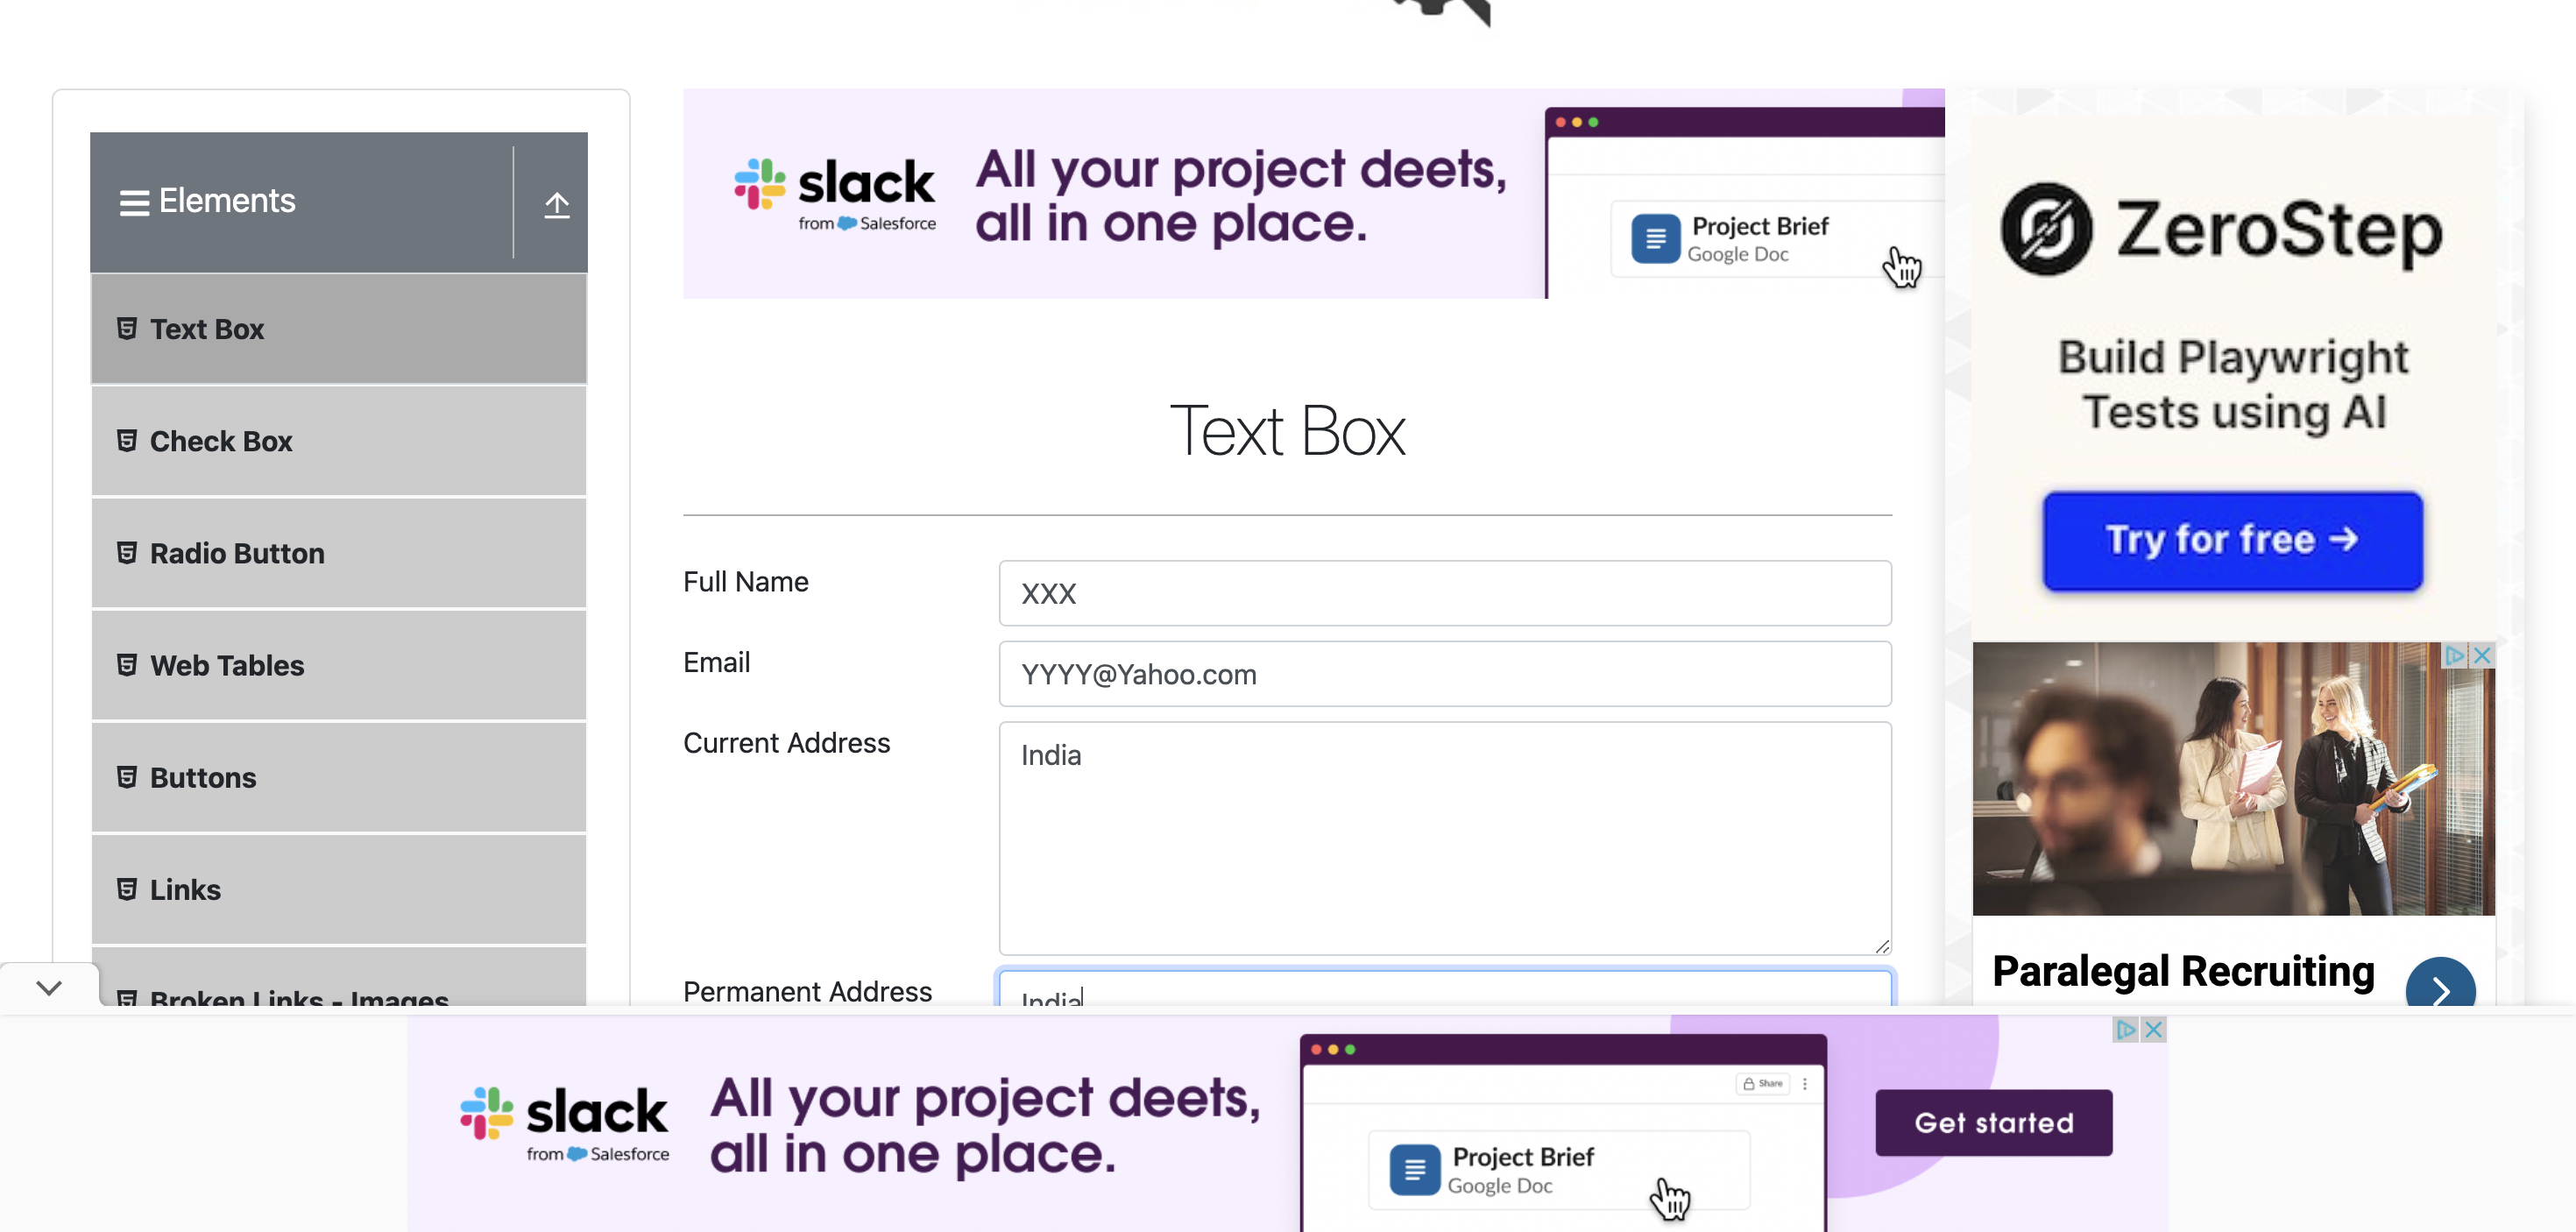 Elements
Text Box
Check Box
Radio Button
Web Tables
Buttons
Links
Broken Links - Images
slack
from Salesforce
All your project deets,
all in one place.
Project Brief
Google Doc
Text Box
Full Name
XXX
Email
YYYY@Yahoo.com
Current Address
India
Permanent Address
India
ZeroStep
Build Playwright
Tests using AI
Try for free →
Paralegal Recruiting
slack
from Salesforce
All your project deets,
all in one place.
Share
Project Brief
Google Doc
Get started